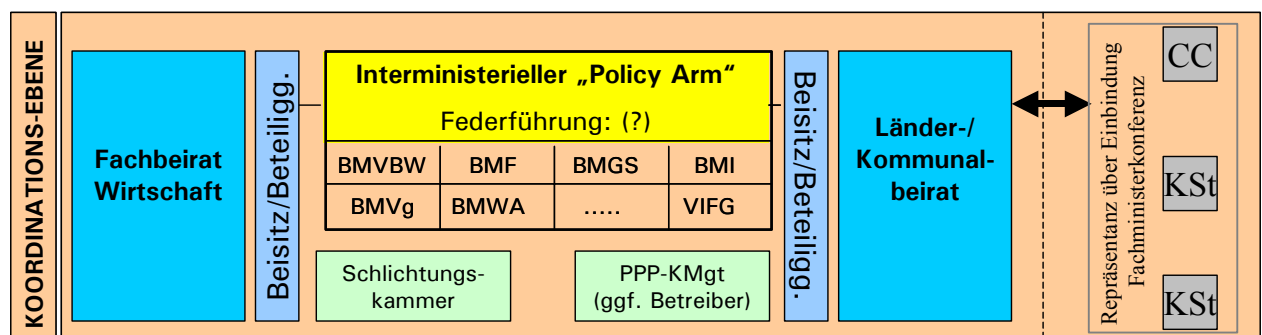 KOORDINATIONS-EBENE
Fachbeirat
Wirtschaft
Beisitz/Beteiligg.
Interministerieller „Policy Arm“
Federführung: (?)
BMVBW BMF BMGS BMI
BMVg BMWA ..... VIFG
Schlichtungs-
kammer
PPP-KMgt
(ggf. Betreiber)
Beisitz/Beteiligg.
Länder-/
Kommunal-
beirat
Repräsentanz über Einbindung
Fachministerkonferenz
CC
KSt
KSt